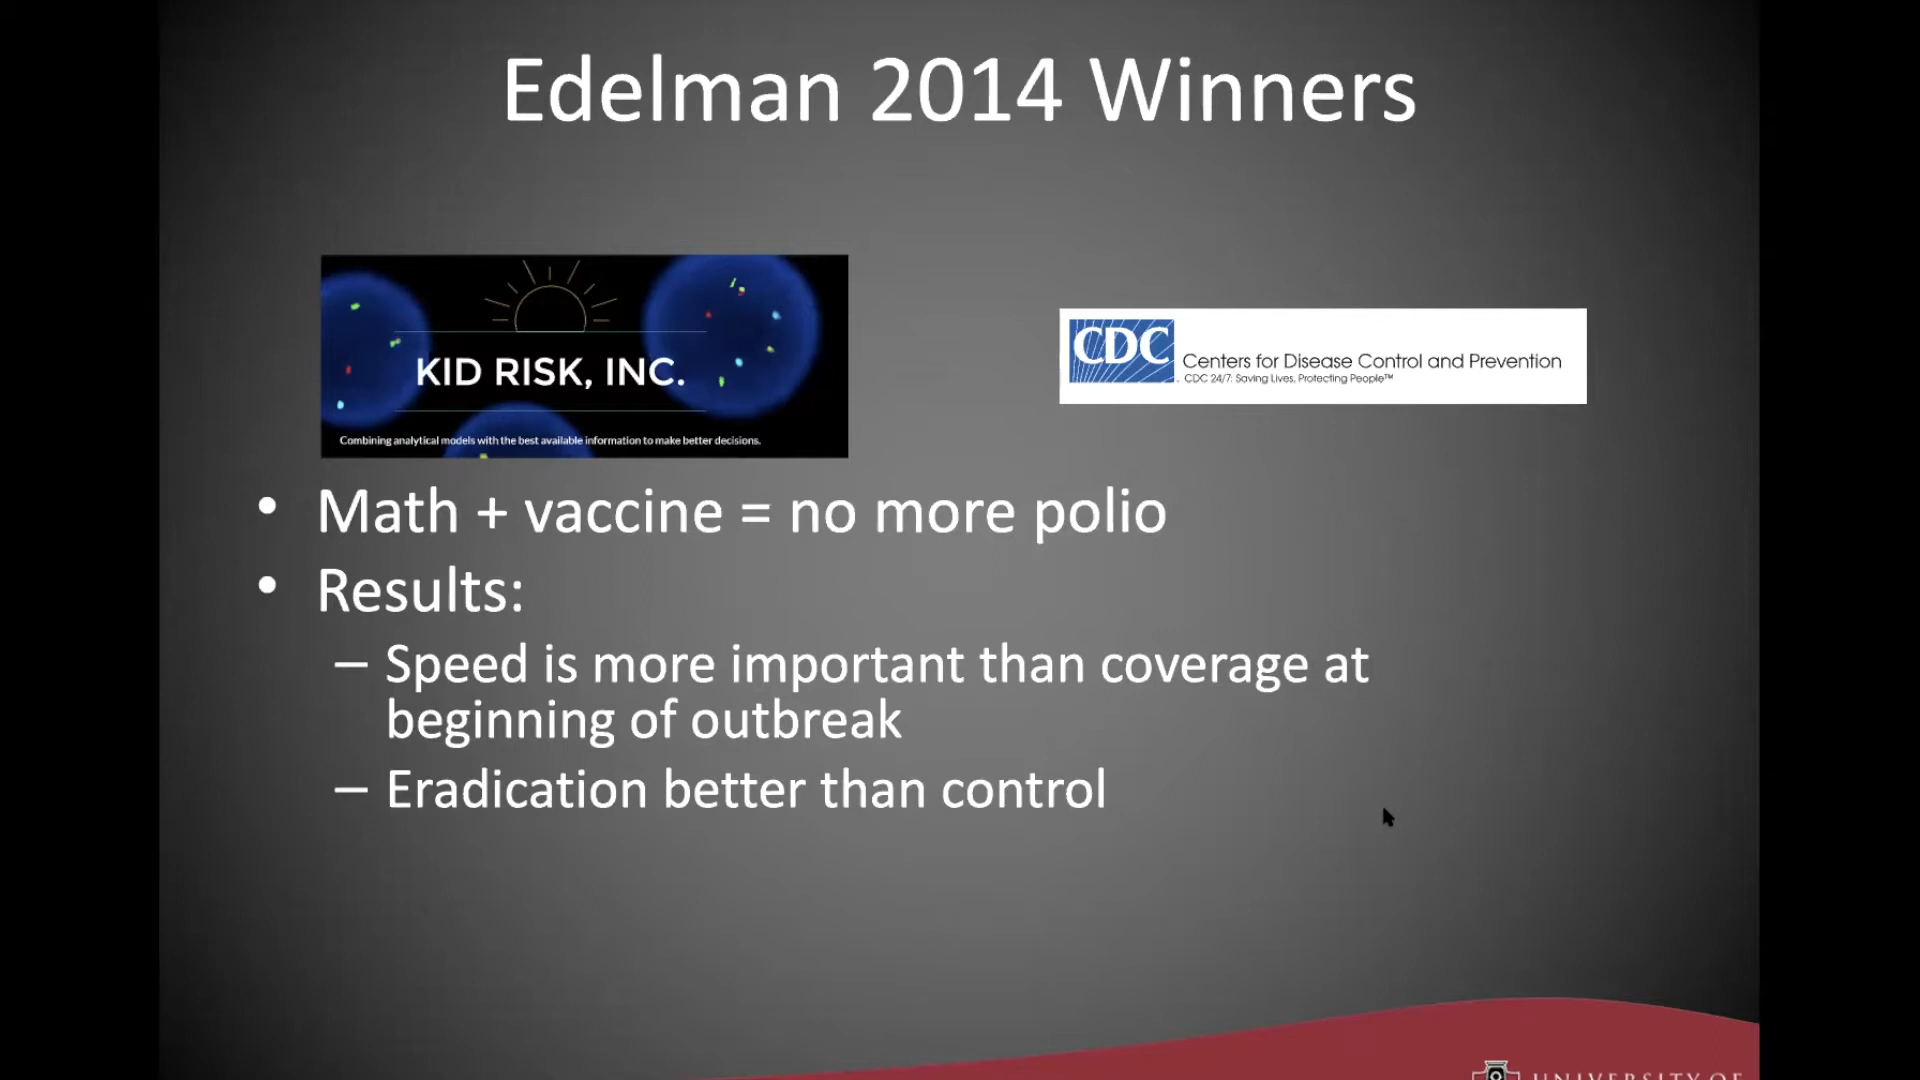 Edelman 2014 Winners
KID RISK, INC.
Combining analytical models with the best available information to make better decisions.
CDC
Centers for Disease Control and Prevention
CDC 24/7: Saving Lives, Protecting People™
• Math + vaccine = no more polio
• Results:
– Speed is more important than coverage at
beginning of outbreak
– Eradication better than control
UNIVERSITY OF